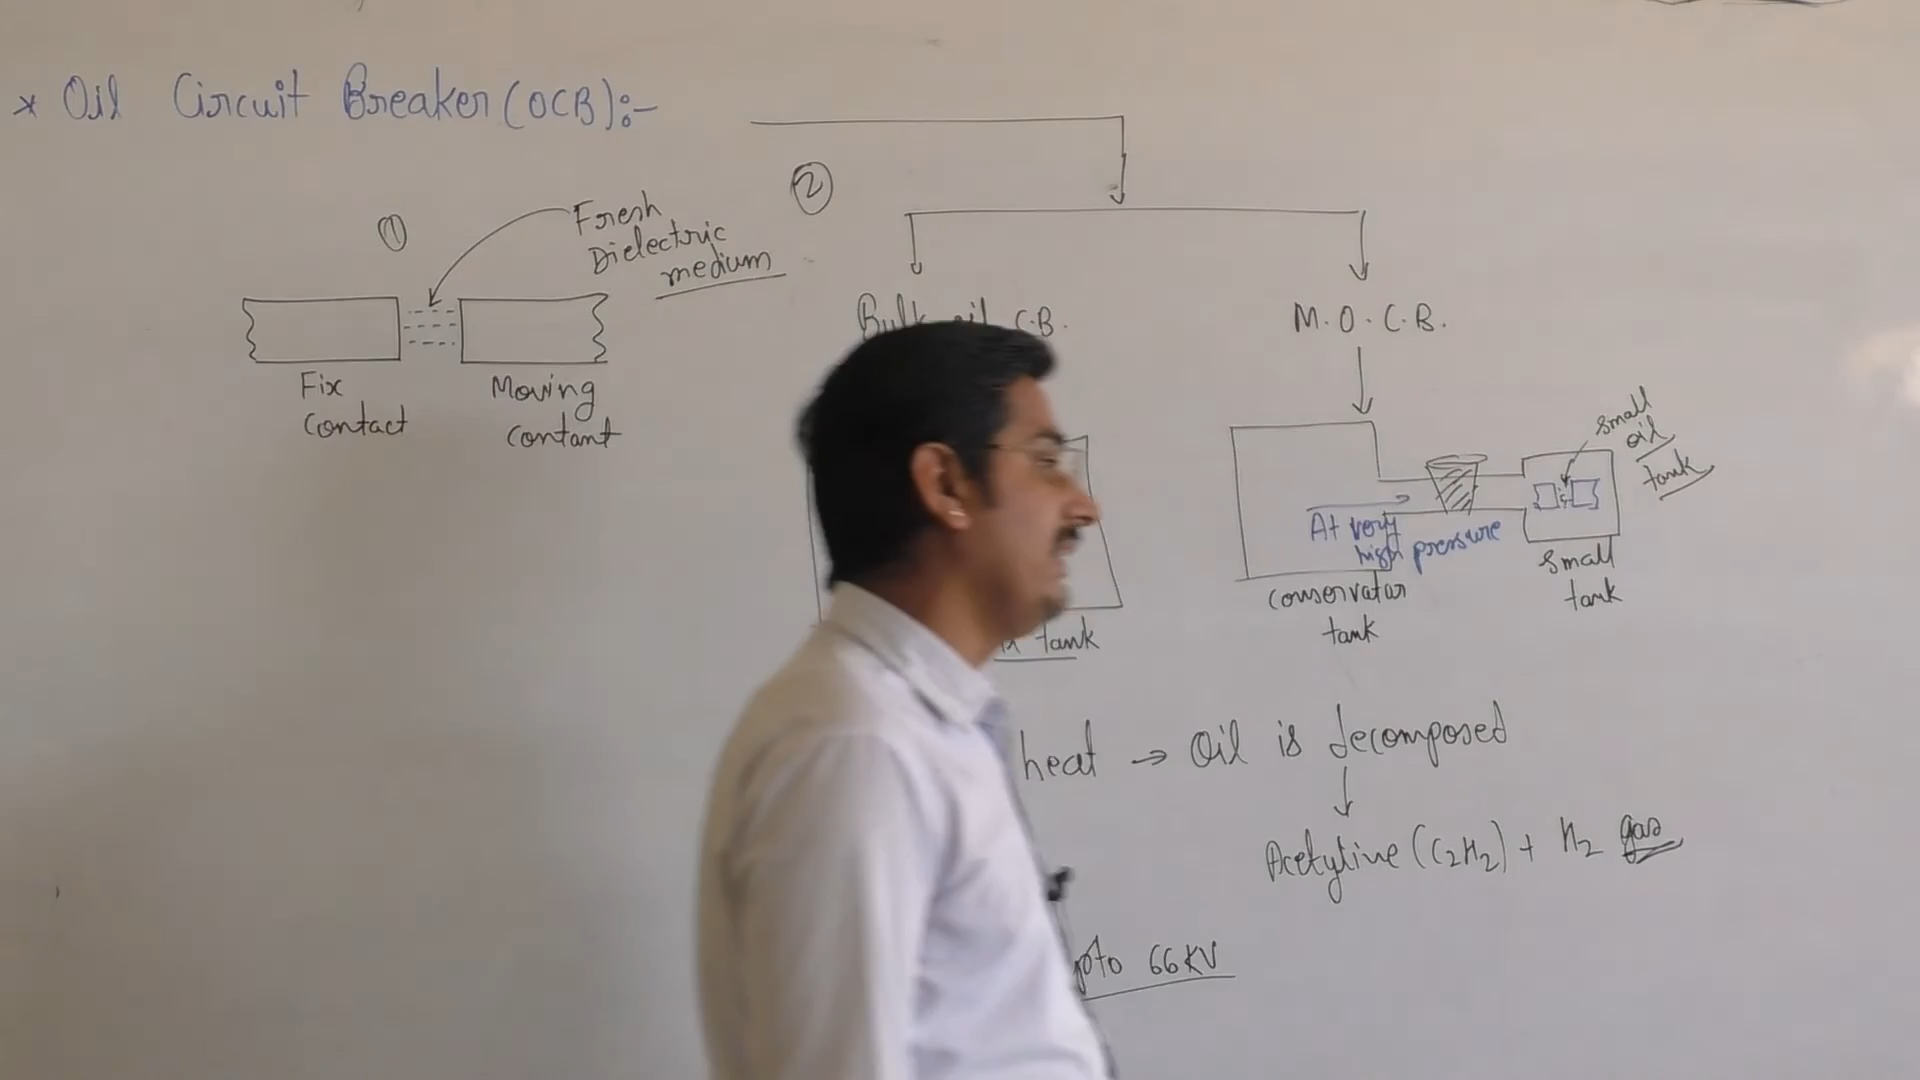 * Oil Circuit Breaker (OCB):-
①
Fresh
Dielectric
medium
Fix
Contact
Moving
contant
②
C.B.
tank
M.O.C.B.
small
oil
tank
At very
high pressure
small
tank
conservator
tank
heat → Oil is decomposed
↓
Acetyline (C2H2) + H2 gas
66KV